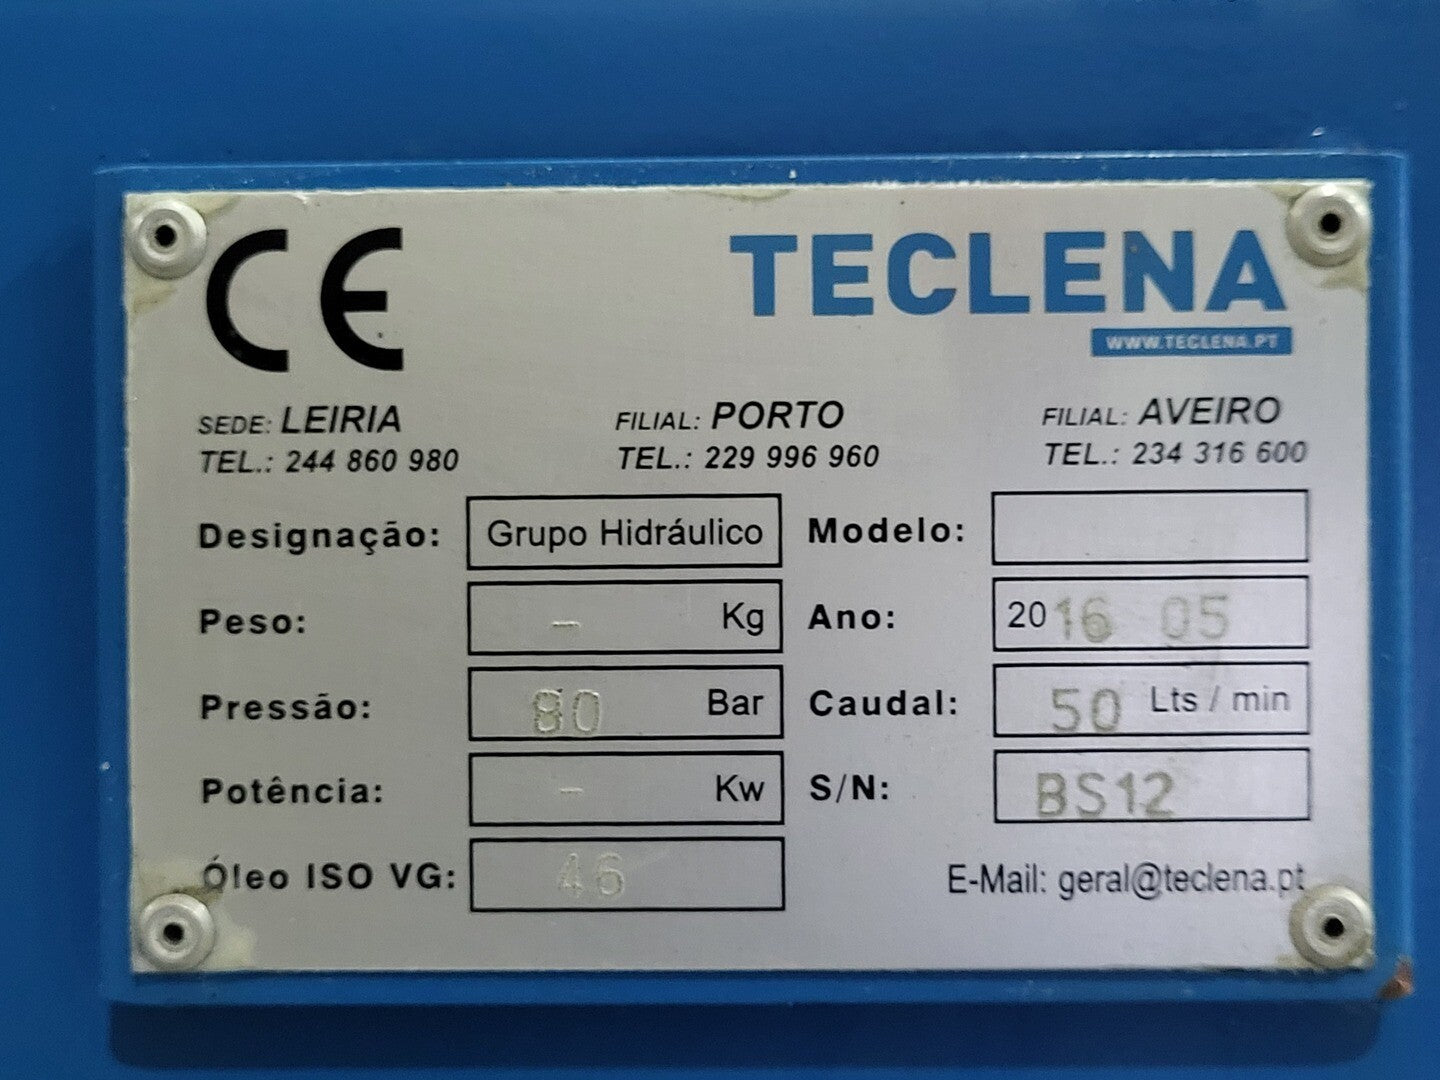 CE
TECLENA
WWW.TECLENA.PT
SEDE: LEIRIA FILIAL: PORTO FILIAL: AVEIRO
TEL.: 244 860 980 TEL.: 229 996 960 TEL.: 234 316 600
Designação: Grupo Hidráulico Modelo:
Peso: - Kg Ano: 2016 05
Pressão: 80 Bar Caudal: 50 Lts / min
Potência: - Kw S/N: BS12
Óleo ISO VG: 46
E-Mail: geral@teclena.pt